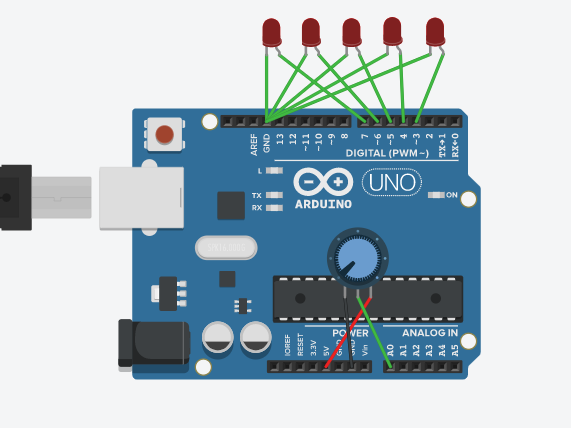 AREF
GND
13
12
~11
~10
~9
8
7
~6
~5
4
~3
2
TX→1
RX←0
DIGITAL (PWM~)
L
TX
RX
ARDUINO
UNO
ON
POWER
ANALOG IN
IOREF
RESET
3.3V
5V
GND
GND
Vin
A0
A1
A2
A3
A4
A5